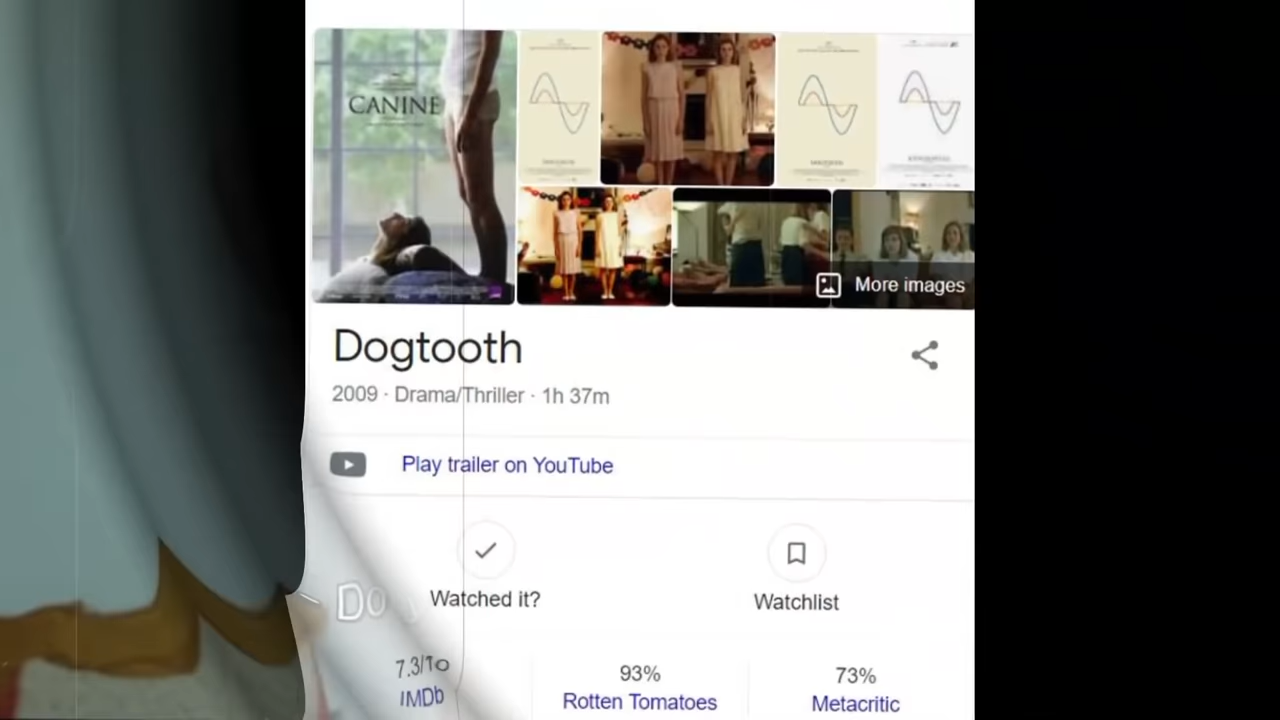 CANINE
More images
Dogtooth
2009 · Drama/Thriller · 1h 37m
Play trailer on YouTube
Watched it?
Watchlist
Do
7.3/10
IMDb
93%
Rotten Tomatoes
73%
Metacritic